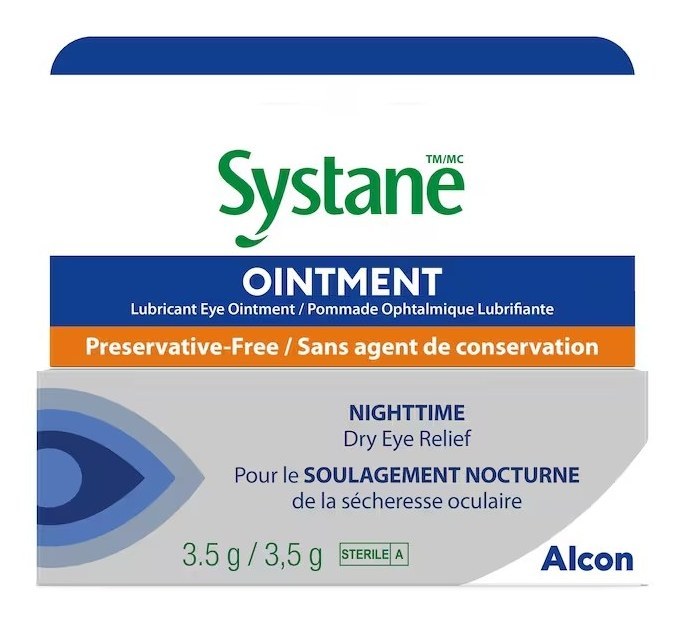 Systane TM/MC
OINTMENT
Lubricant Eye Ointment / Pommade Ophtalmique Lubrifiante
Preservative-Free / Sans agent de conservation
NIGHTTIME
Dry Eye Relief
Pour le SOULAGEMENT NOCTURNE
de la sécheresse oculaire
3.5 g / 3,5 g STERILE A
Alcon